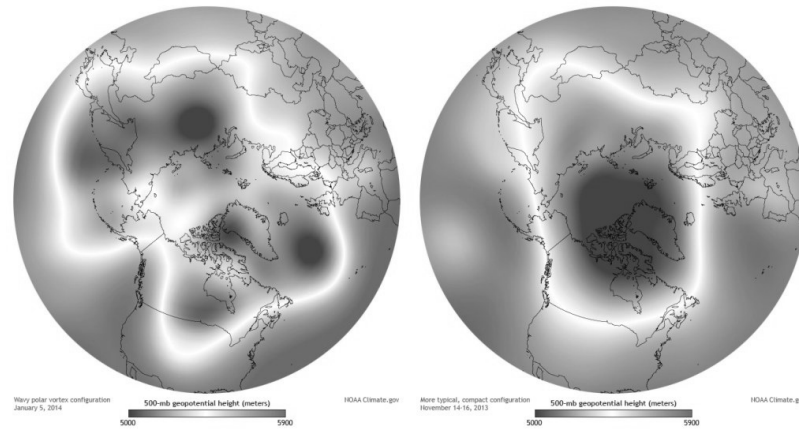 Wavy polar vortex configuration
January 5, 2014
500-mb geopotential height (meters)
5000 5900
NOAA Climate.gov
More typical, compact configuration
November 14-16, 2013
500-mb geopotential height (meters)
5000 5900
NOAA Climate.gov